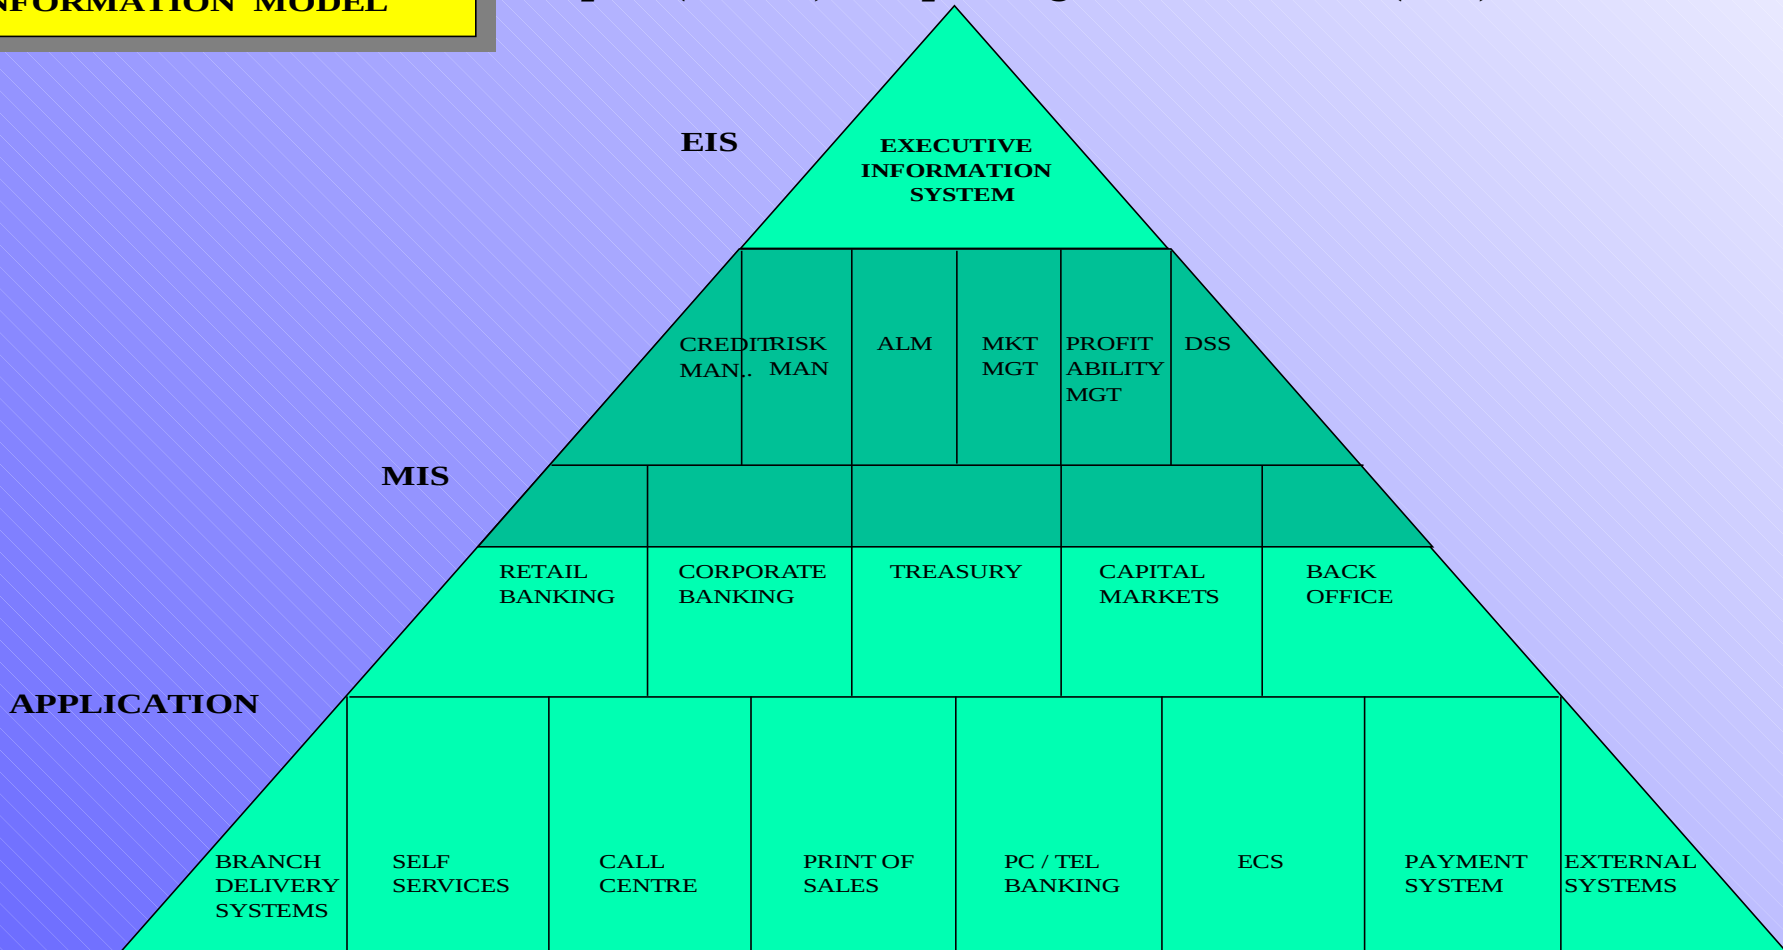 MODEL
EIS
EXECUTIVE
INFORMATION
SYSTEM
CREDIT
MAN..
RISK
MAN
ALM
MKT
MGT
PROFIT
ABILITY
MGT
DSS
MIS
RETAIL
BANKING
CORPORATE
BANKING
TREASURY
CAPITAL
MARKETS
BACK
OFFICE
APPLICATION
BRANCH
DELIVERY
SYSTEMS
SELF
SERVICES
CALL
CENTRE
PRINT OF
SALES
PC / TEL
BANKING
ECS
PAYMENT
SYSTEM
EXTERNAL
SYSTEMS